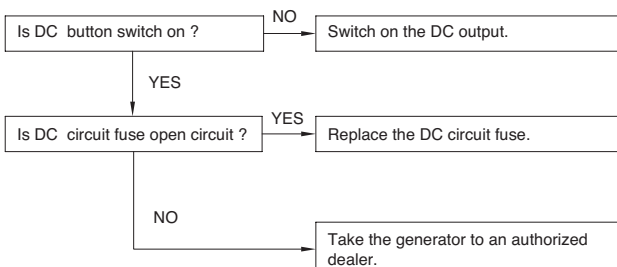 Is DC button switch on ?
NO
Switch on the DC output.
YES
Is DC circuit fuse open circuit ?
YES
Replace the DC circuit fuse.
NO
Take the generator to an authorized
dealer.